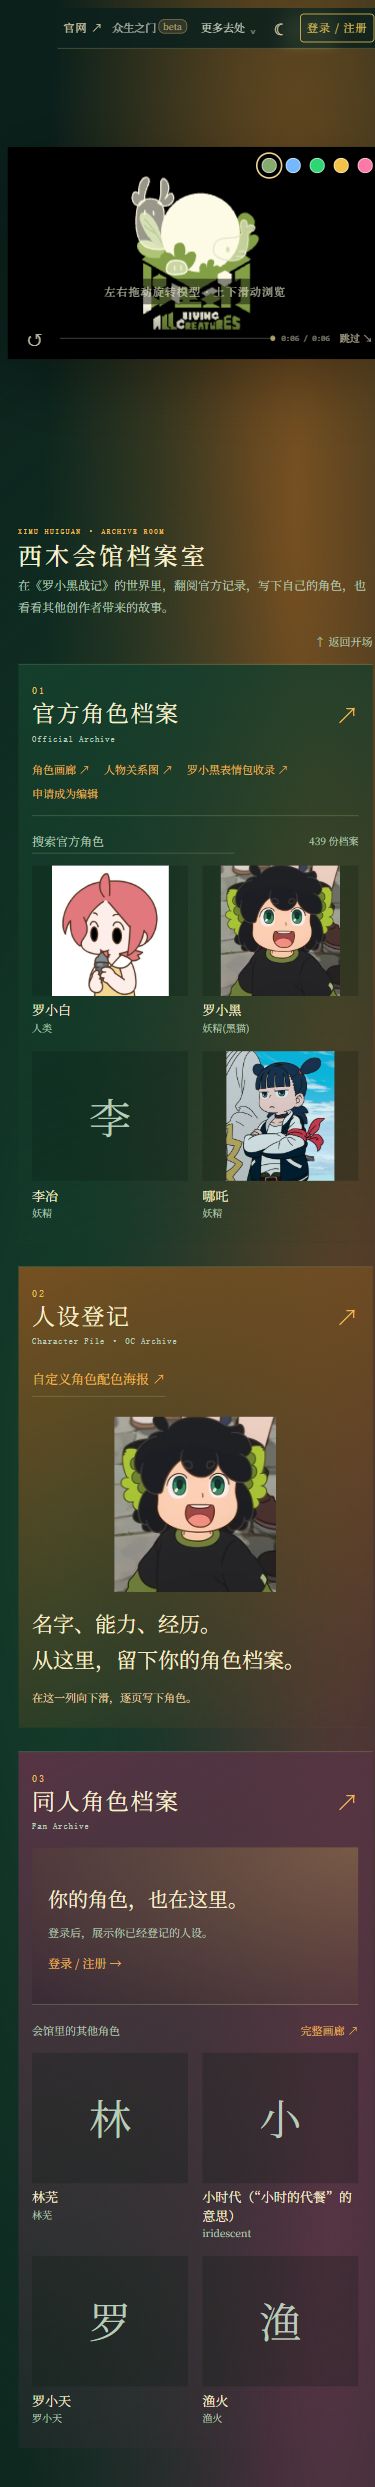 官网 ↗ 众生之门 beta 更多去处 ⌄ ☾ 登录 / 注册
左右拖动旋转模型 · 上下滑动浏览
LIVING
ALL CREATURES
↺ 0:06 / 0:06 跳过 ↘
XIMU HUIGUAN · ARCHIVE ROOM
西木会馆档案室
在《罗小黑战记》的世界里，翻阅官方记录，写下自己的角色，也
看看其他创作者带来的故事。
↑ 返回开场
01
官方角色档案 ↗
Official Archive
角色画廊 ↗ 人物关系图 ↗ 罗小黑表情包收录 ↗
申请成为编辑
搜索官方角色 439 份档案
罗小白 罗小黑
人类 妖精(黑猫)
李
李冶 哪吒
妖精 妖精
02
人设登记 ↗
Character File · OC Archive
自定义角色配色海报 ↗
名字、能力、经历。
从这里，留下你的角色档案。
在这一列向下滑，逐页写下角色。
03
同人角色档案 ↗
Fan Archive
你的角色，也在这里。
登录后，展示你已经登记的人设。
登录 / 注册 →
会馆里的其他角色 完整画廊 ↗
林 小
林芜 小时代（“小时的代餐”的
意思）
林芜 iridescent
罗 渔
罗小天 渔火
罗小天 渔火